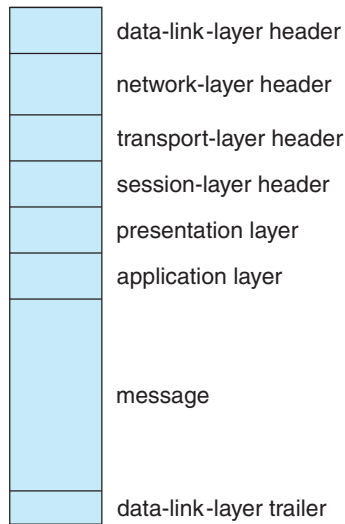 data-link-layer header
network-layer header
transport-layer header
session-layer header
presentation layer
application layer
message
data-link-layer trailer